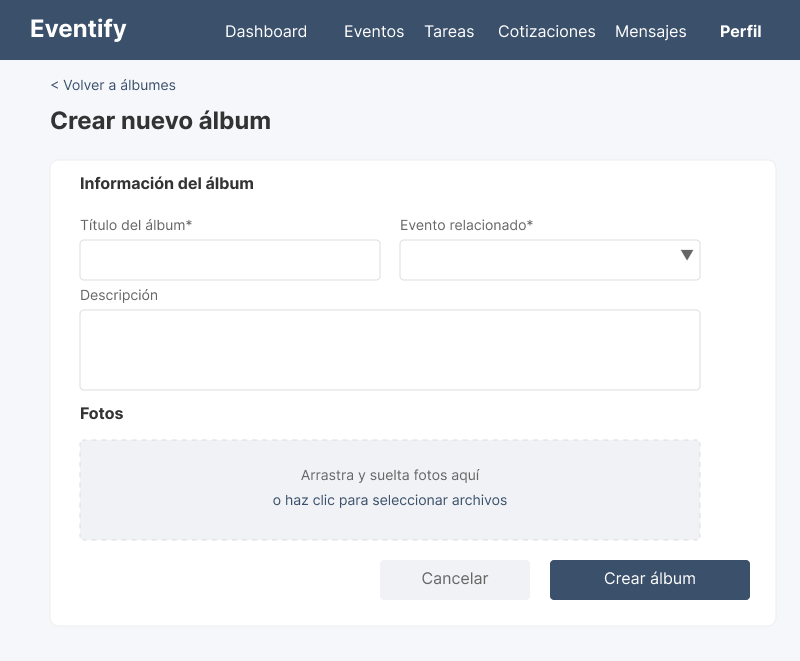 Eventify Dashboard Eventos Tareas Cotizaciones Mensajes Perfil
< Volver a álbumes
Crear nuevo álbum
Información del álbum
Título del álbum* Evento relacionado*
▼
Descripción
Fotos
Arrastra y suelta fotos aquí
o haz clic para seleccionar archivos
Cancelar Crear álbum